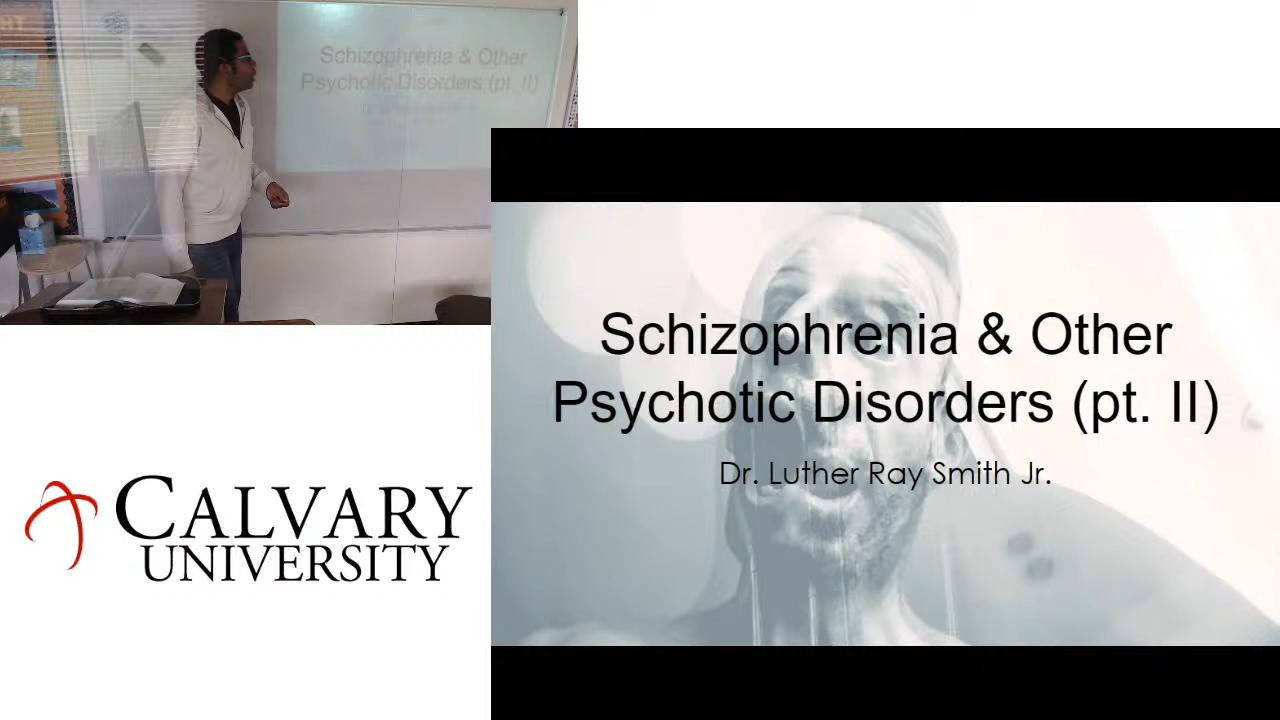 HT
Schizophrenia & Other
Psychotic Disorders (pt. II)
Schizophrenia & Other
Psychotic Disorders (pt. II)
Dr. Luther Ray Smith Jr.
CALVARY
UNIVERSITY